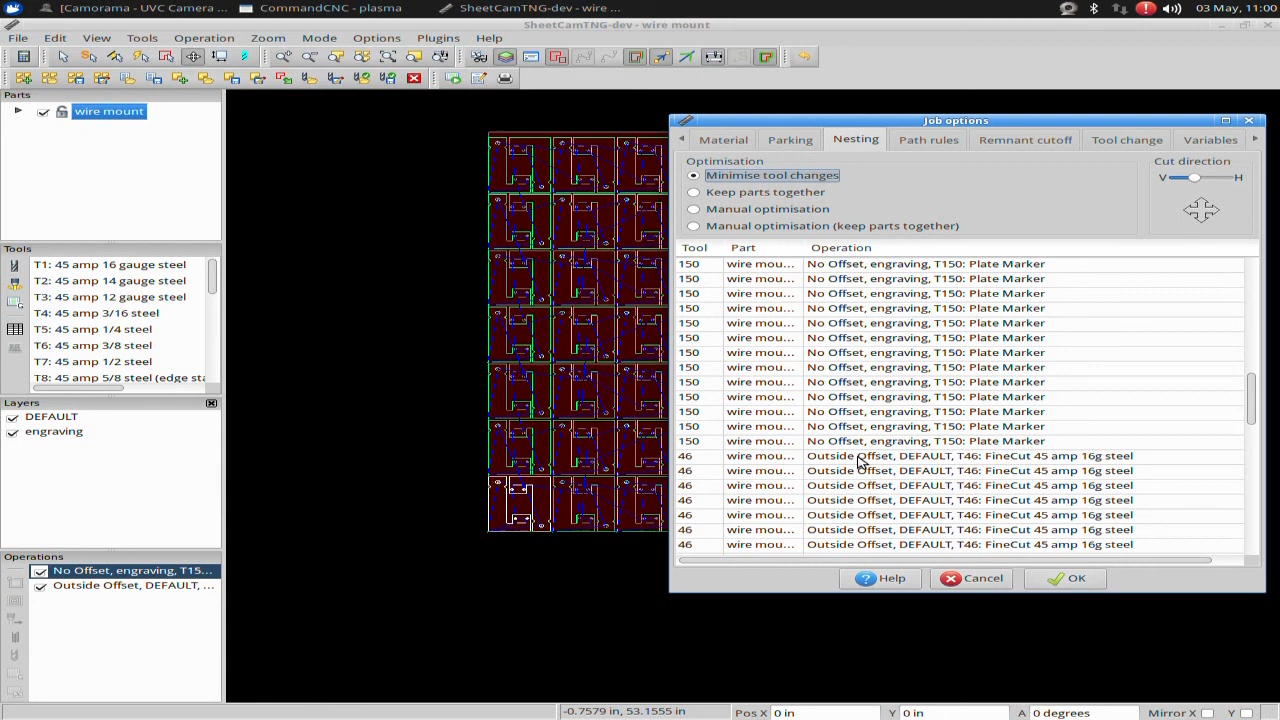 [Camorama - UVC Camera ...
CommandCNC - plasma
SheetCamTNG-dev - wire ...
03 May, 11:00
SheetCamTNG-dev - wire mount
File Edit View Tools Operation Zoom Mode Options Plugins Help
Parts
wire mount
Tools
T1: 45 amp 16 gauge steel
T2: 45 amp 14 gauge steel
T3: 45 amp 12 gauge steel
T4: 45 amp 3/16 steel
T5: 45 amp 1/4 steel
T6: 45 amp 3/8 steel
T7: 45 amp 1/2 steel
T8: 45 amp 5/8 steel (edge sta
Layers
DEFAULT
engraving
Operations
No Offset, engraving, T15...
Outside Offset, DEFAULT, ...
Job options
Material Parking Nesting Path rules Remnant cutoff Tool change Variables
Optimisation
Minimise tool changes
Keep parts together
Manual optimisation
Manual optimisation (keep parts together)
Cut direction
V H
Tool Part Operation
150 wire mou... No Offset, engraving, T150: Plate Marker
150 wire mou... No Offset, engraving, T150: Plate Marker
150 wire mou... No Offset, engraving, T150: Plate Marker
150 wire mou... No Offset, engraving, T150: Plate Marker
150 wire mou... No Offset, engraving, T150: Plate Marker
150 wire mou... No Offset, engraving, T150: Plate Marker
150 wire mou... No Offset, engraving, T150: Plate Marker
150 wire mou... No Offset, engraving, T150: Plate Marker
150 wire mou... No Offset, engraving, T150: Plate Marker
150 wire mou... No Offset, engraving, T150: Plate Marker
150 wire mou... No Offset, engraving, T150: Plate Marker
150 wire mou... No Offset, engraving, T150: Plate Marker
150 wire mou... No Offset, engraving, T150: Plate Marker
46 wire mou... Outside Offset, DEFAULT, T46: FineCut 45 amp 16g steel
46 wire mou... Outside Offset, DEFAULT, T46: FineCut 45 amp 16g steel
46 wire mou... Outside Offset, DEFAULT, T46: FineCut 45 amp 16g steel
46 wire mou... Outside Offset, DEFAULT, T46: FineCut 45 amp 16g steel
46 wire mou... Outside Offset, DEFAULT, T46: FineCut 45 amp 16g steel
46 wire mou... Outside Offset, DEFAULT, T46: FineCut 45 amp 16g steel
46 wire mou... Outside Offset, DEFAULT, T46: FineCut 45 amp 16g steel
Help Cancel OK
-0.7579 in, 53.1555 in Pos X 0 in Y 0 in A 0 degrees Mirror X Y